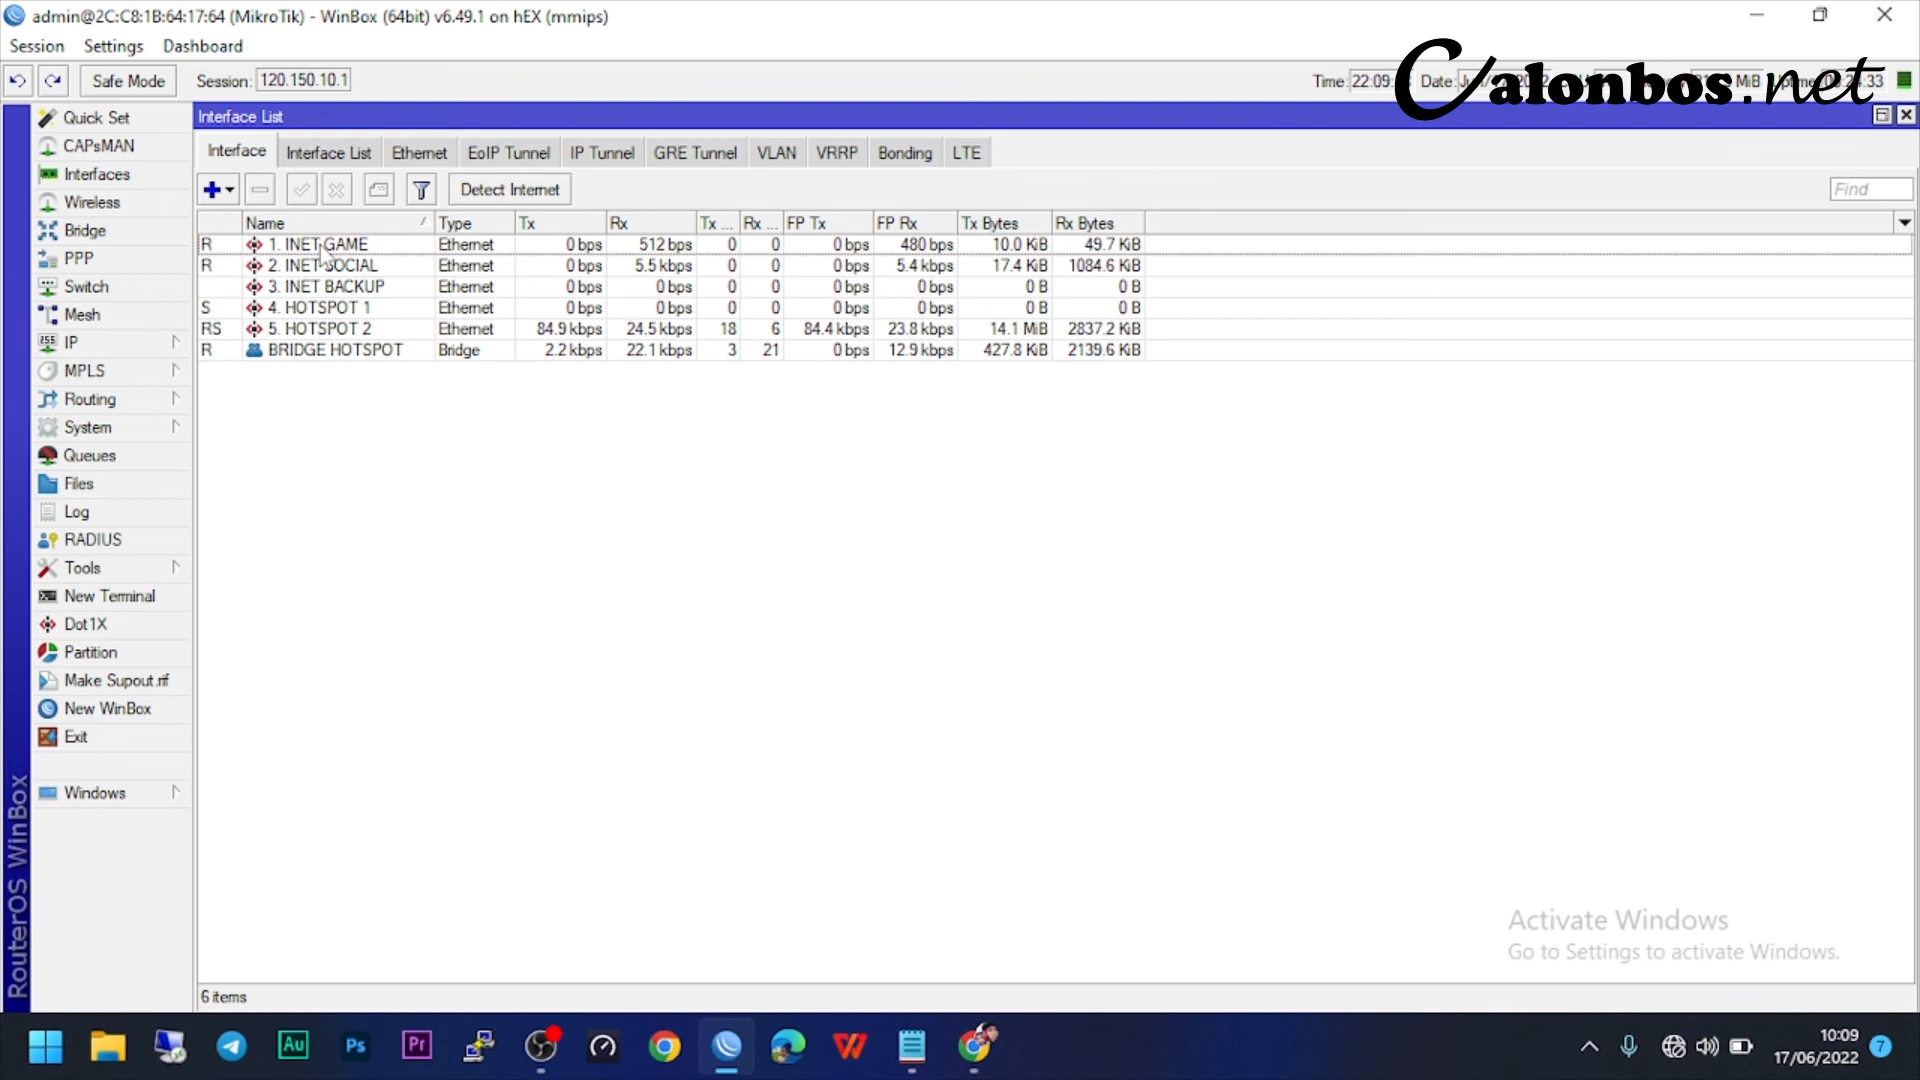 admin@2C:C8:1B:64:17:64 (MikroTik) - WinBox (64bit) v6.49.1 on hEX (mmips)
Session Settings Dashboard
Safe Mode Session: 120.150.10.1 Time: 22:09: Date: MiB 33
Calonbos.net
Interface List
Interface Interface List Ethernet EoIP Tunnel IP Tunnel GRE Tunnel VLAN VRRP Bonding LTE
Detect Internet Find
Name Type Tx Rx Tx ... Rx ... FP Tx FP Rx Tx Bytes Rx Bytes
R 1. INET GAME Ethernet 0 bps 512 bps 0 0 0 bps 480 bps 10.0 KiB 49.7 KiB
R 2. INET SOCIAL Ethernet 0 bps 5.5 kbps 0 0 0 bps 5.4 kbps 17.4 KiB 1084.6 KiB
3. INET BACKUP Ethernet 0 bps 0 bps 0 0 0 bps 0 bps 0 B 0 B
S 4. HOTSPOT 1 Ethernet 0 bps 0 bps 0 0 0 bps 0 bps 0 B 0 B
RS 5. HOTSPOT 2 Ethernet 84.9 kbps 24.5 kbps 18 6 84.4 kbps 23.8 kbps 14.1 MiB 2837.2 KiB
R BRIDGE HOTSPOT Bridge 2.2 kbps 22.1 kbps 3 21 0 bps 12.9 kbps 427.8 KiB 2139.6 KiB
Quick Set
CAPsMAN
Interfaces
Wireless
Bridge
PPP
Switch
Mesh
255 IP
MPLS
Routing
System
Queues
Files
Log
RADIUS
Tools
New Terminal
Dot1X
Partition
Make Supout.rif
New WinBox
Exit
Windows
RouterOS WinBox
Activate Windows
Go to Settings to activate Windows.
6 items
Au Ps Pr
10:09
17/06/2022
7